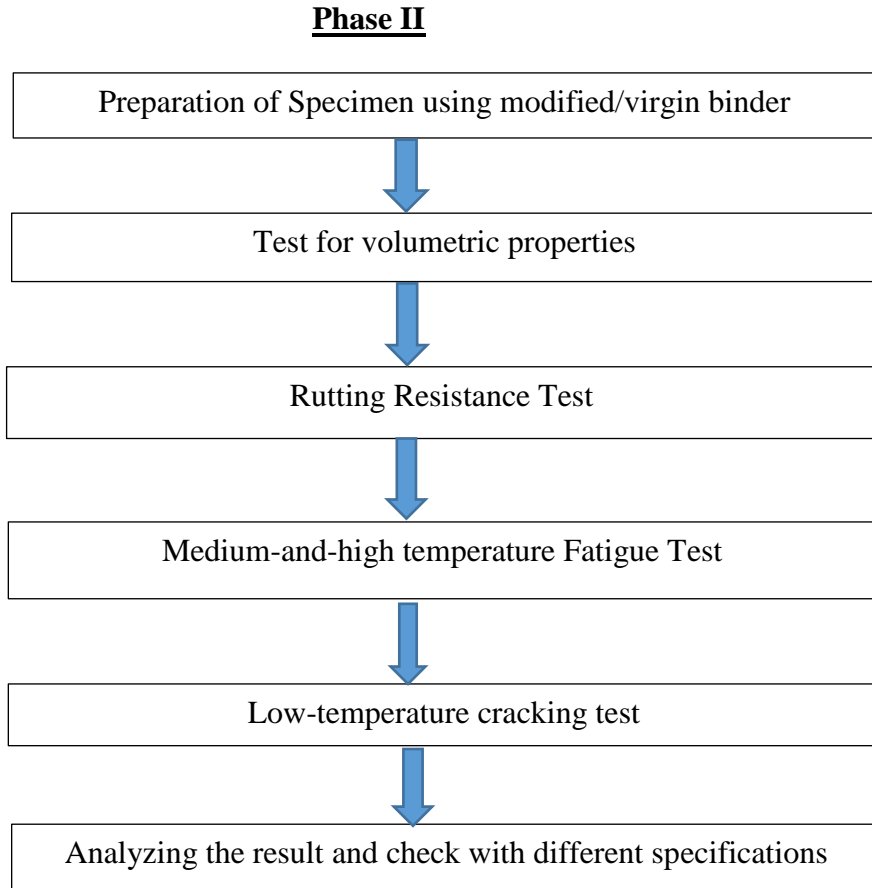 Phase II
Preparation of Specimen using modified/virgin binder
Test for volumetric properties
Rutting Resistance Test
Medium-and-high temperature Fatigue Test
Low-temperature cracking test
Analyzing the result and check with different specifications